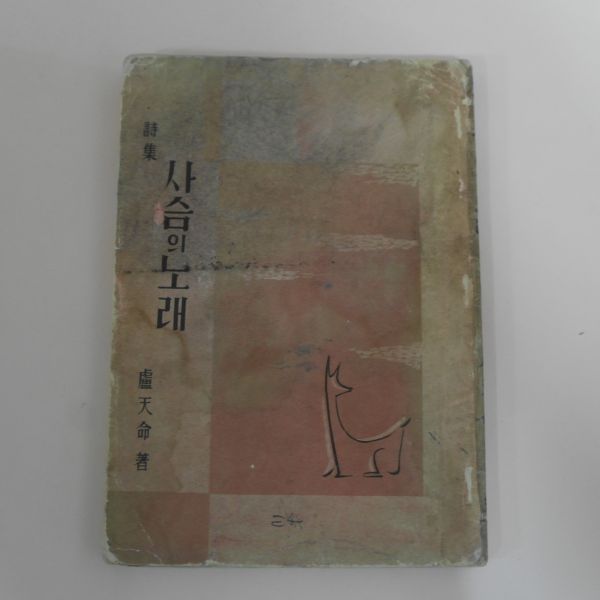 詩集
사슴의 노래
盧天命 著